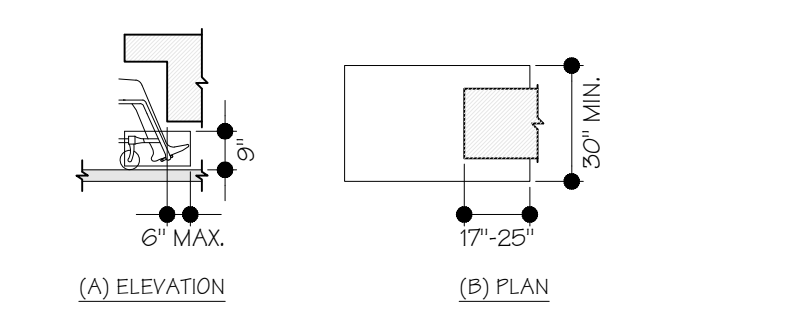 9"
6" MAX.
(A) ELEVATION
30" MIN.
17"-25"
(B) PLAN